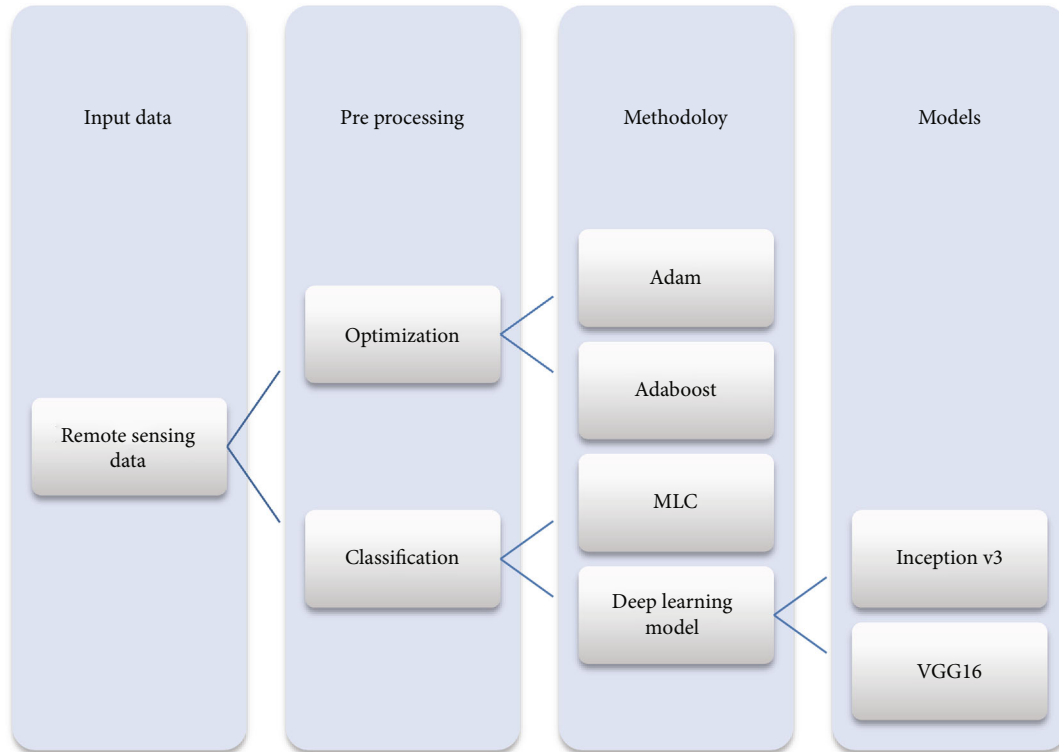 Input data
Pre processing
Methodoloy
Models
Adam
Optimization
Adaboost
Remote sensing
data
MLC
Classification
Inception v3
Deep learning
model
VGG16